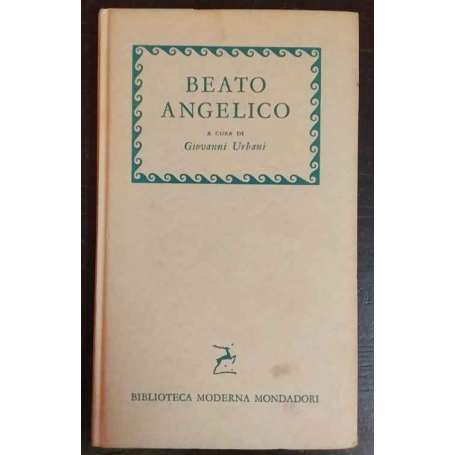 BEATO
ANGELICO
A CURA DI
Giovanni Urbani
BIBLIOTECA MODERNA MONDADORI